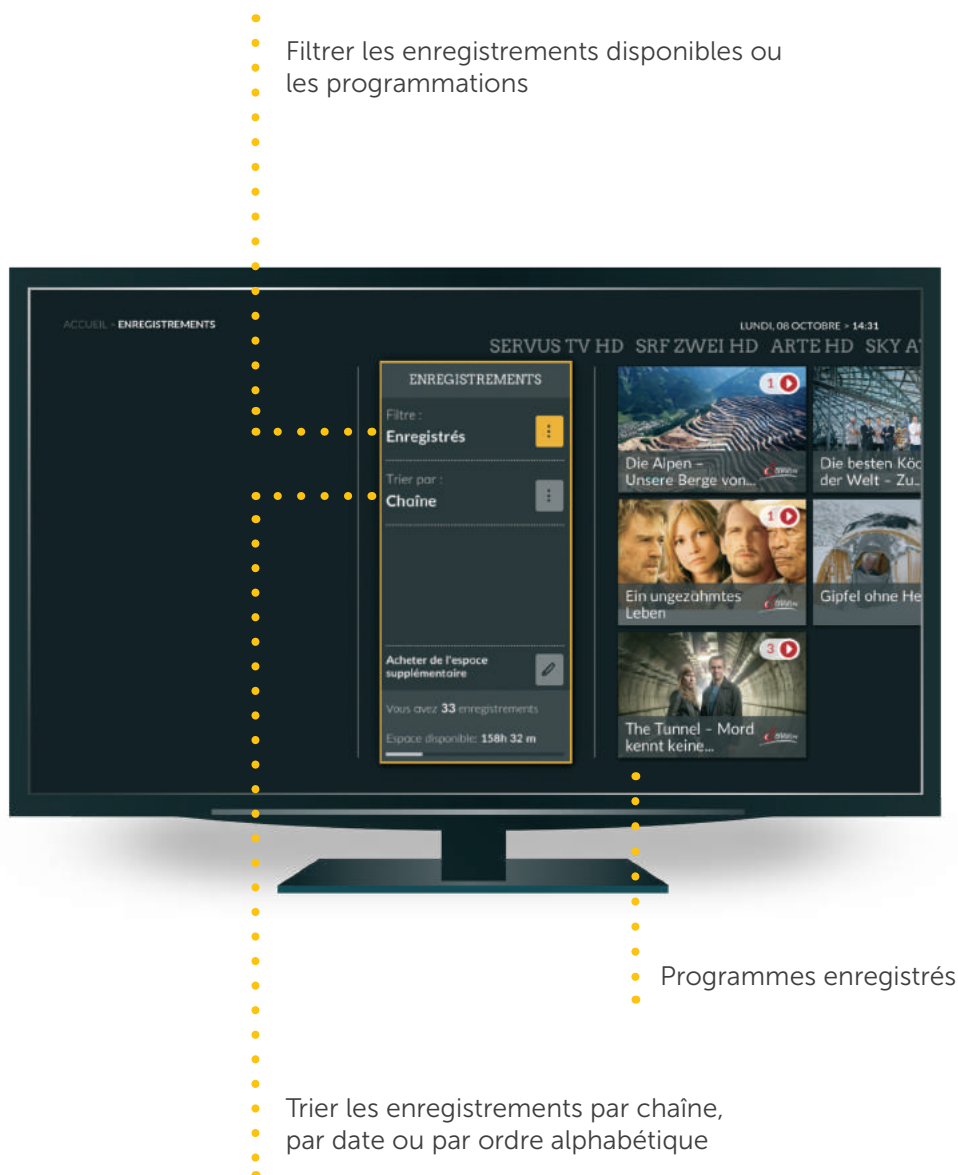 Filtrer les enregistrements disponibles ou
les programmations
ACCUEIL > ENREGISTREMENTS
LUNDI, 08 OCTOBRE > 14:31
SERVUS TV HD SRF ZWEI HD ARTE HD SKY A
ENREGISTREMENTS
Filtre :
Enregistrés
Trier par :
Chaîne
Acheter de l'espace
supplémentaire
Vous avez 33 enregistrements
Espace disponible: 158h 32 m
1
Die Alpen –
Unsere Berge von...
Die besten Köc
der Welt – Zu..
1
Ein ungezähmtes
Leben
Gipfel ohne He
3
The Tunnel – Mord
kennt keine...
Programmes enregistrés
Trier les enregistrements par chaîne,
par date ou par ordre alphabétique